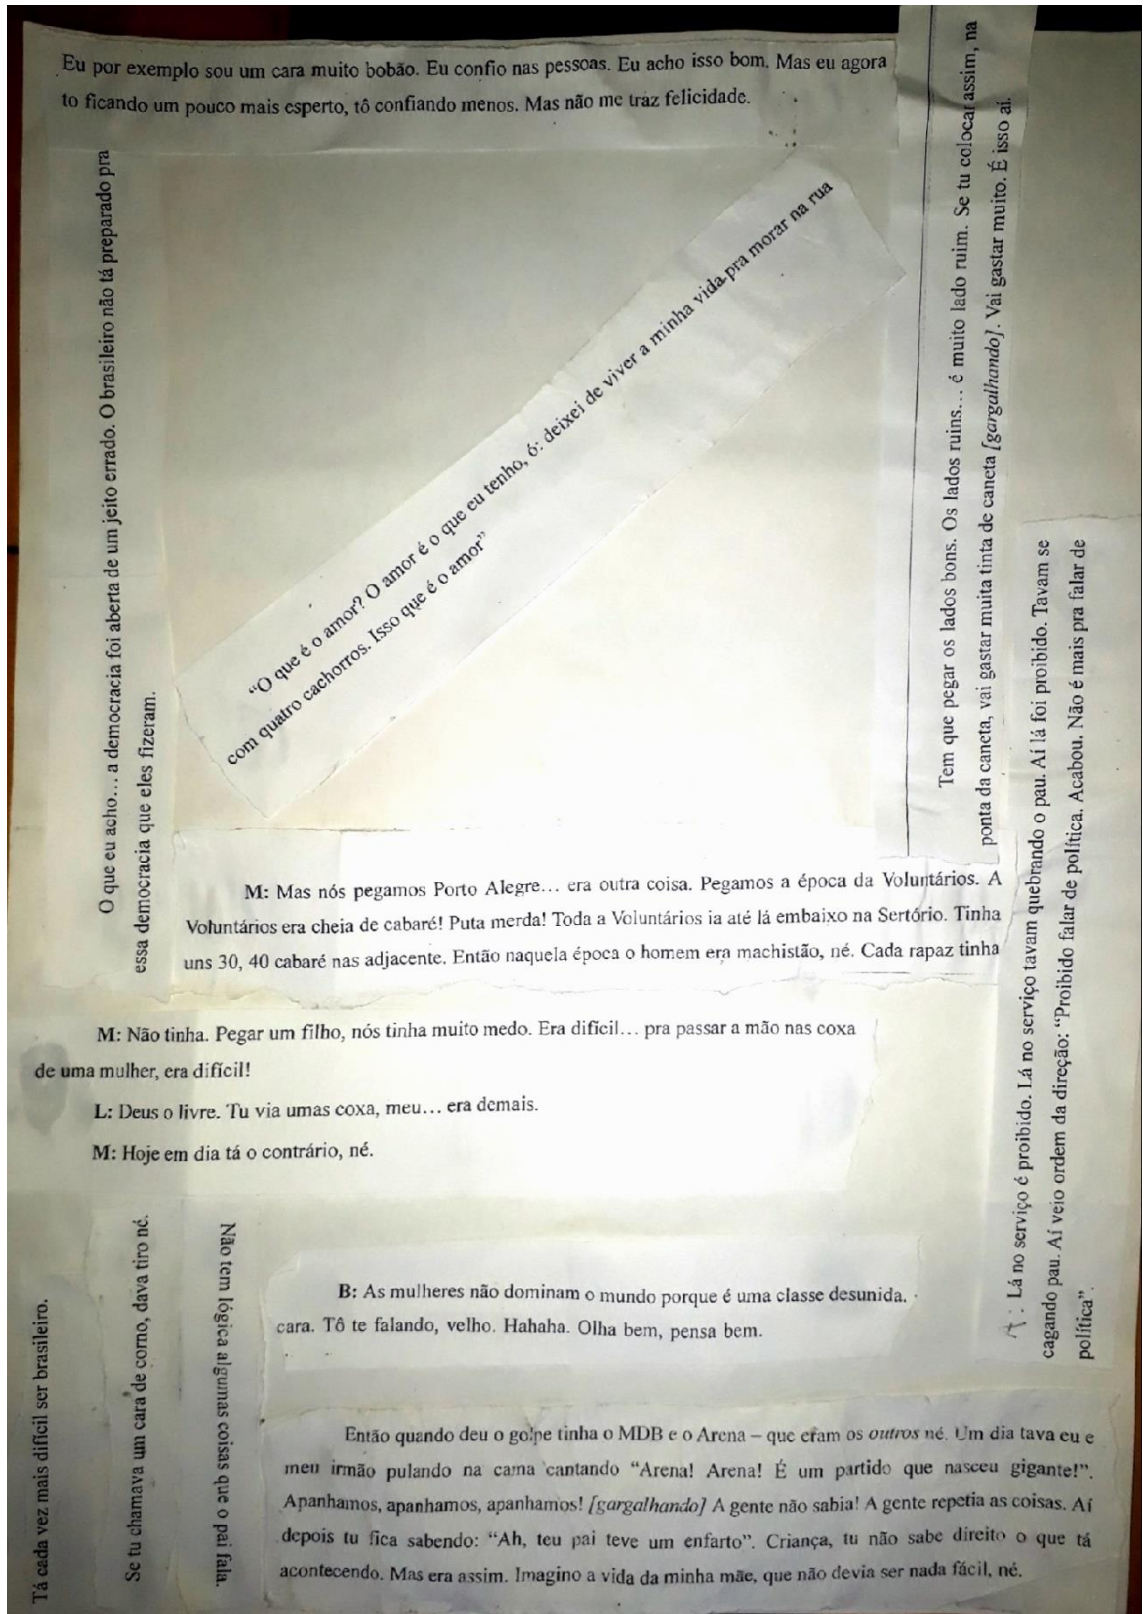 Eu por exemplo sou um cara muito bobão. Eu confio nas pessoas. Eu acho isso bom. Mas eu agora
to ficando um pouco mais esperto, tô confiando menos. Mas não me traz felicidade.
O que eu acho… a democracia foi aberta de um jeito errado. O brasileiro não tá preparado pra
essa democracia que eles fizeram.
“O que é o amor? O amor é o que eu tenho, ó: deixei de viver a minha vida pra morar na rua
com quatro cachorros. Isso que é o amor”
Tem que pegar os lados bons. Os lados ruins… é muito lado ruim. Se tu colocar assim, na
ponta da caneta, vai gastar muita tinta de caneta [gargalhando]. Vai gastar muito. É isso aí.
M: Mas nós pegamos Porto Alegre… era outra coisa. Pegamos a época da Voluntários. A
Voluntários era cheia de cabaré! Puta merda! Toda a Voluntários ia até lá embaixo na Sertório. Tinha
uns 30, 40 cabaré nas adjacente. Então naquela época o homem era machistão, né. Cada rapaz tinha
A: Lá no serviço é proibido. Lá no serviço tavam quebrando o pau. Aí lá foi proibido. Tavam se
cagando pau. Aí veio ordem da direção: “Proibido falar de política. Acabou. Não é mais pra falar de
política”.
M: Não tinha. Pegar um filho, nós tinha muito medo. Era difícil… pra passar a mão nas coxa
de uma mulher, era difícil!
L: Deus o livre. Tu via umas coxa, meu… era demais.
M: Hoje em dia tá o contrário, né.
Tá cada vez mais difícil ser brasileiro.
Se tu chamava um cara de corno, dava tiro né.
Não tem lógica algumas coisas que o pai fala.
B: As mulheres não dominam o mundo porque é uma classe desunida.
cara. Tô te falando, velho. Hahaha. Olha bem, pensa bem.
Então quando deu o golpe tinha o MDB e o Arena – que eram os outros né. Um dia tava eu e
meu irmão pulando na cama cantando “Arena! Arena! É um partido que nasceu gigante!”.
Apanhamos, apanhamos, apanhamos! [gargalhando] A gente não sabia! A gente repetia as coisas. Aí
depois tu fica sabendo: “Ah, teu pai teve um enfarto”. Criança, tu não sabe direito o que tá
acontecendo. Mas era assim. Imagino a vida da minha mãe, que não devia ser nada fácil, né.